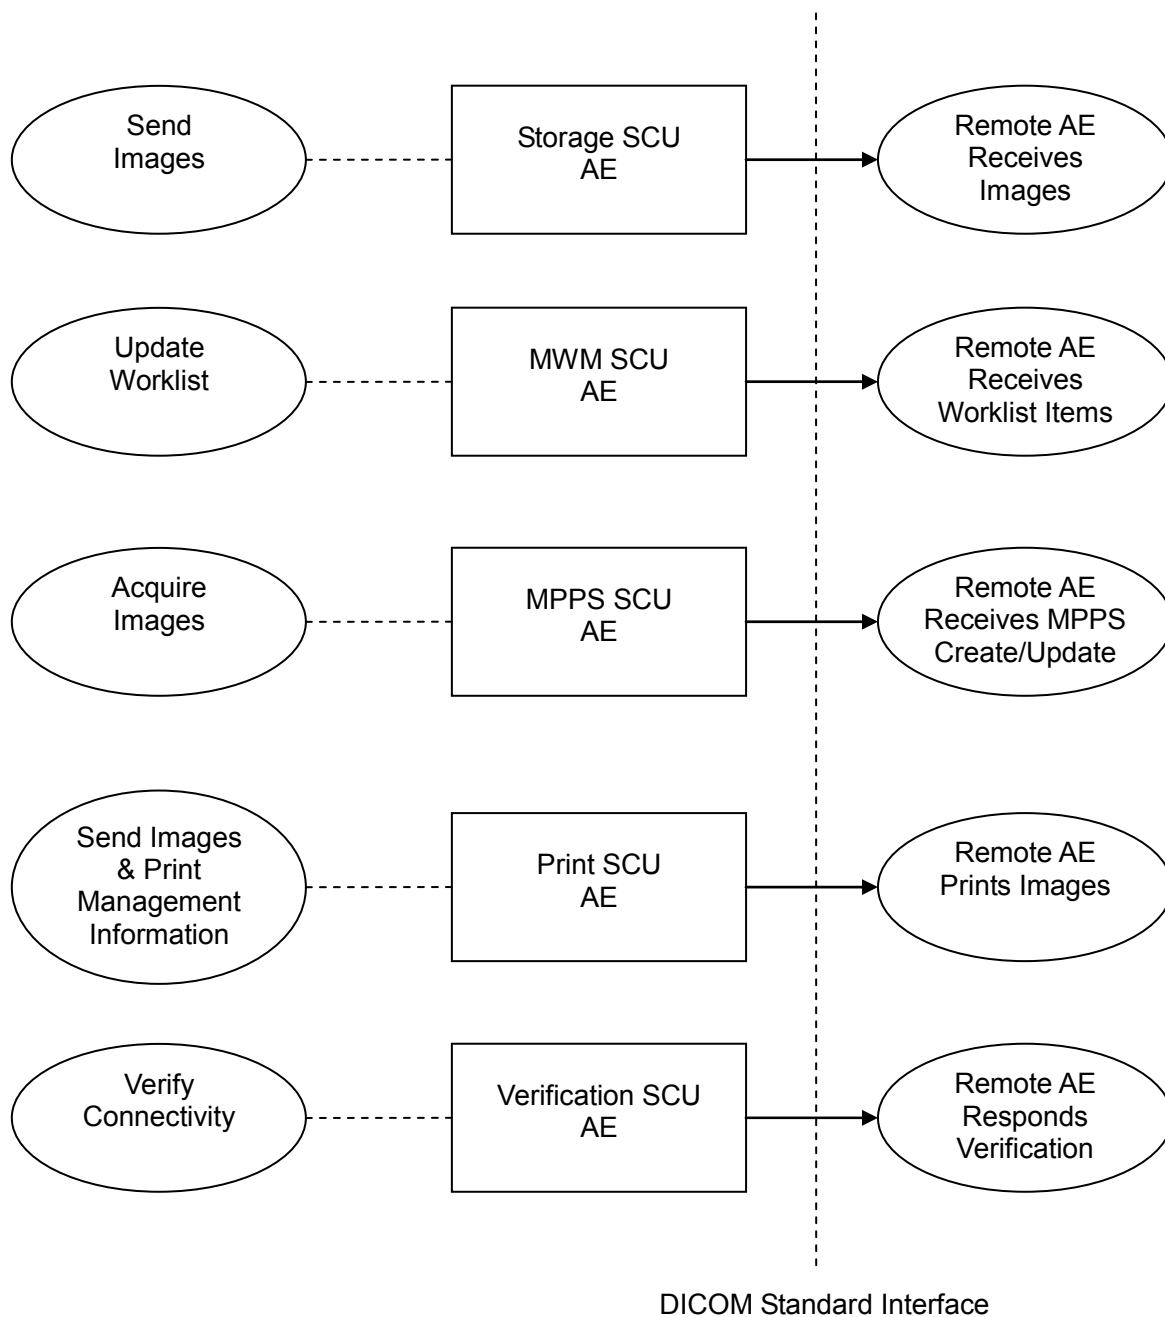 Send
Images
Storage SCU
AE
Remote AE
Receives
Images
Update
Worklist
MWM SCU
AE
Remote AE
Receives
Worklist Items
Acquire
Images
MPPS SCU
AE
Remote AE
Receives MPPS
Create/Update
Send Images
& Print
Management
Information
Print SCU
AE
Remote AE
Prints Images
Verify
Connectivity
Verification SCU
AE
Remote AE
Responds
Verification
DICOM Standard Interface